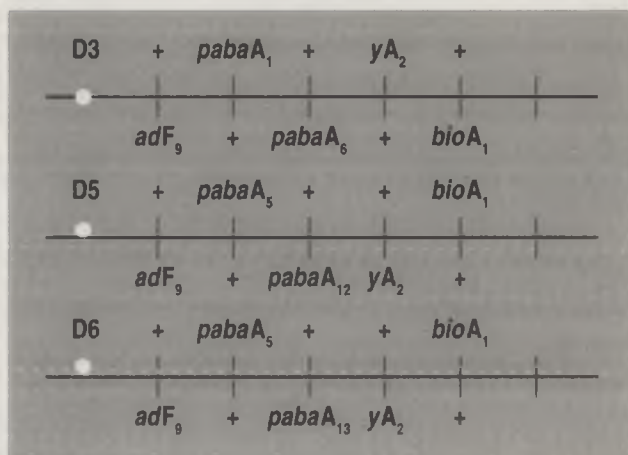 D3 + pabaA₁ + yA₂ +
adF₉ + pabaA₆ + bioA₁
D5 + pabaA₅ + + bioA₁
adF₉ + pabaA₁₂ yA₂ +
D6 + pabaA₅ + + bioA₁
adF₉ + pabaA₁₃ yA₂ +